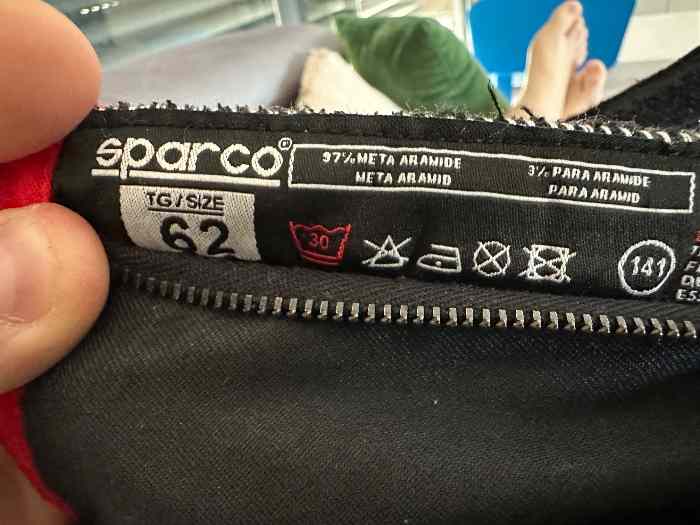 sparco®
97% META ARAMIDE
META ARAMID
3% PARA ARAMIDE
PARA ARAMID
TG/SIZE
62
30
141